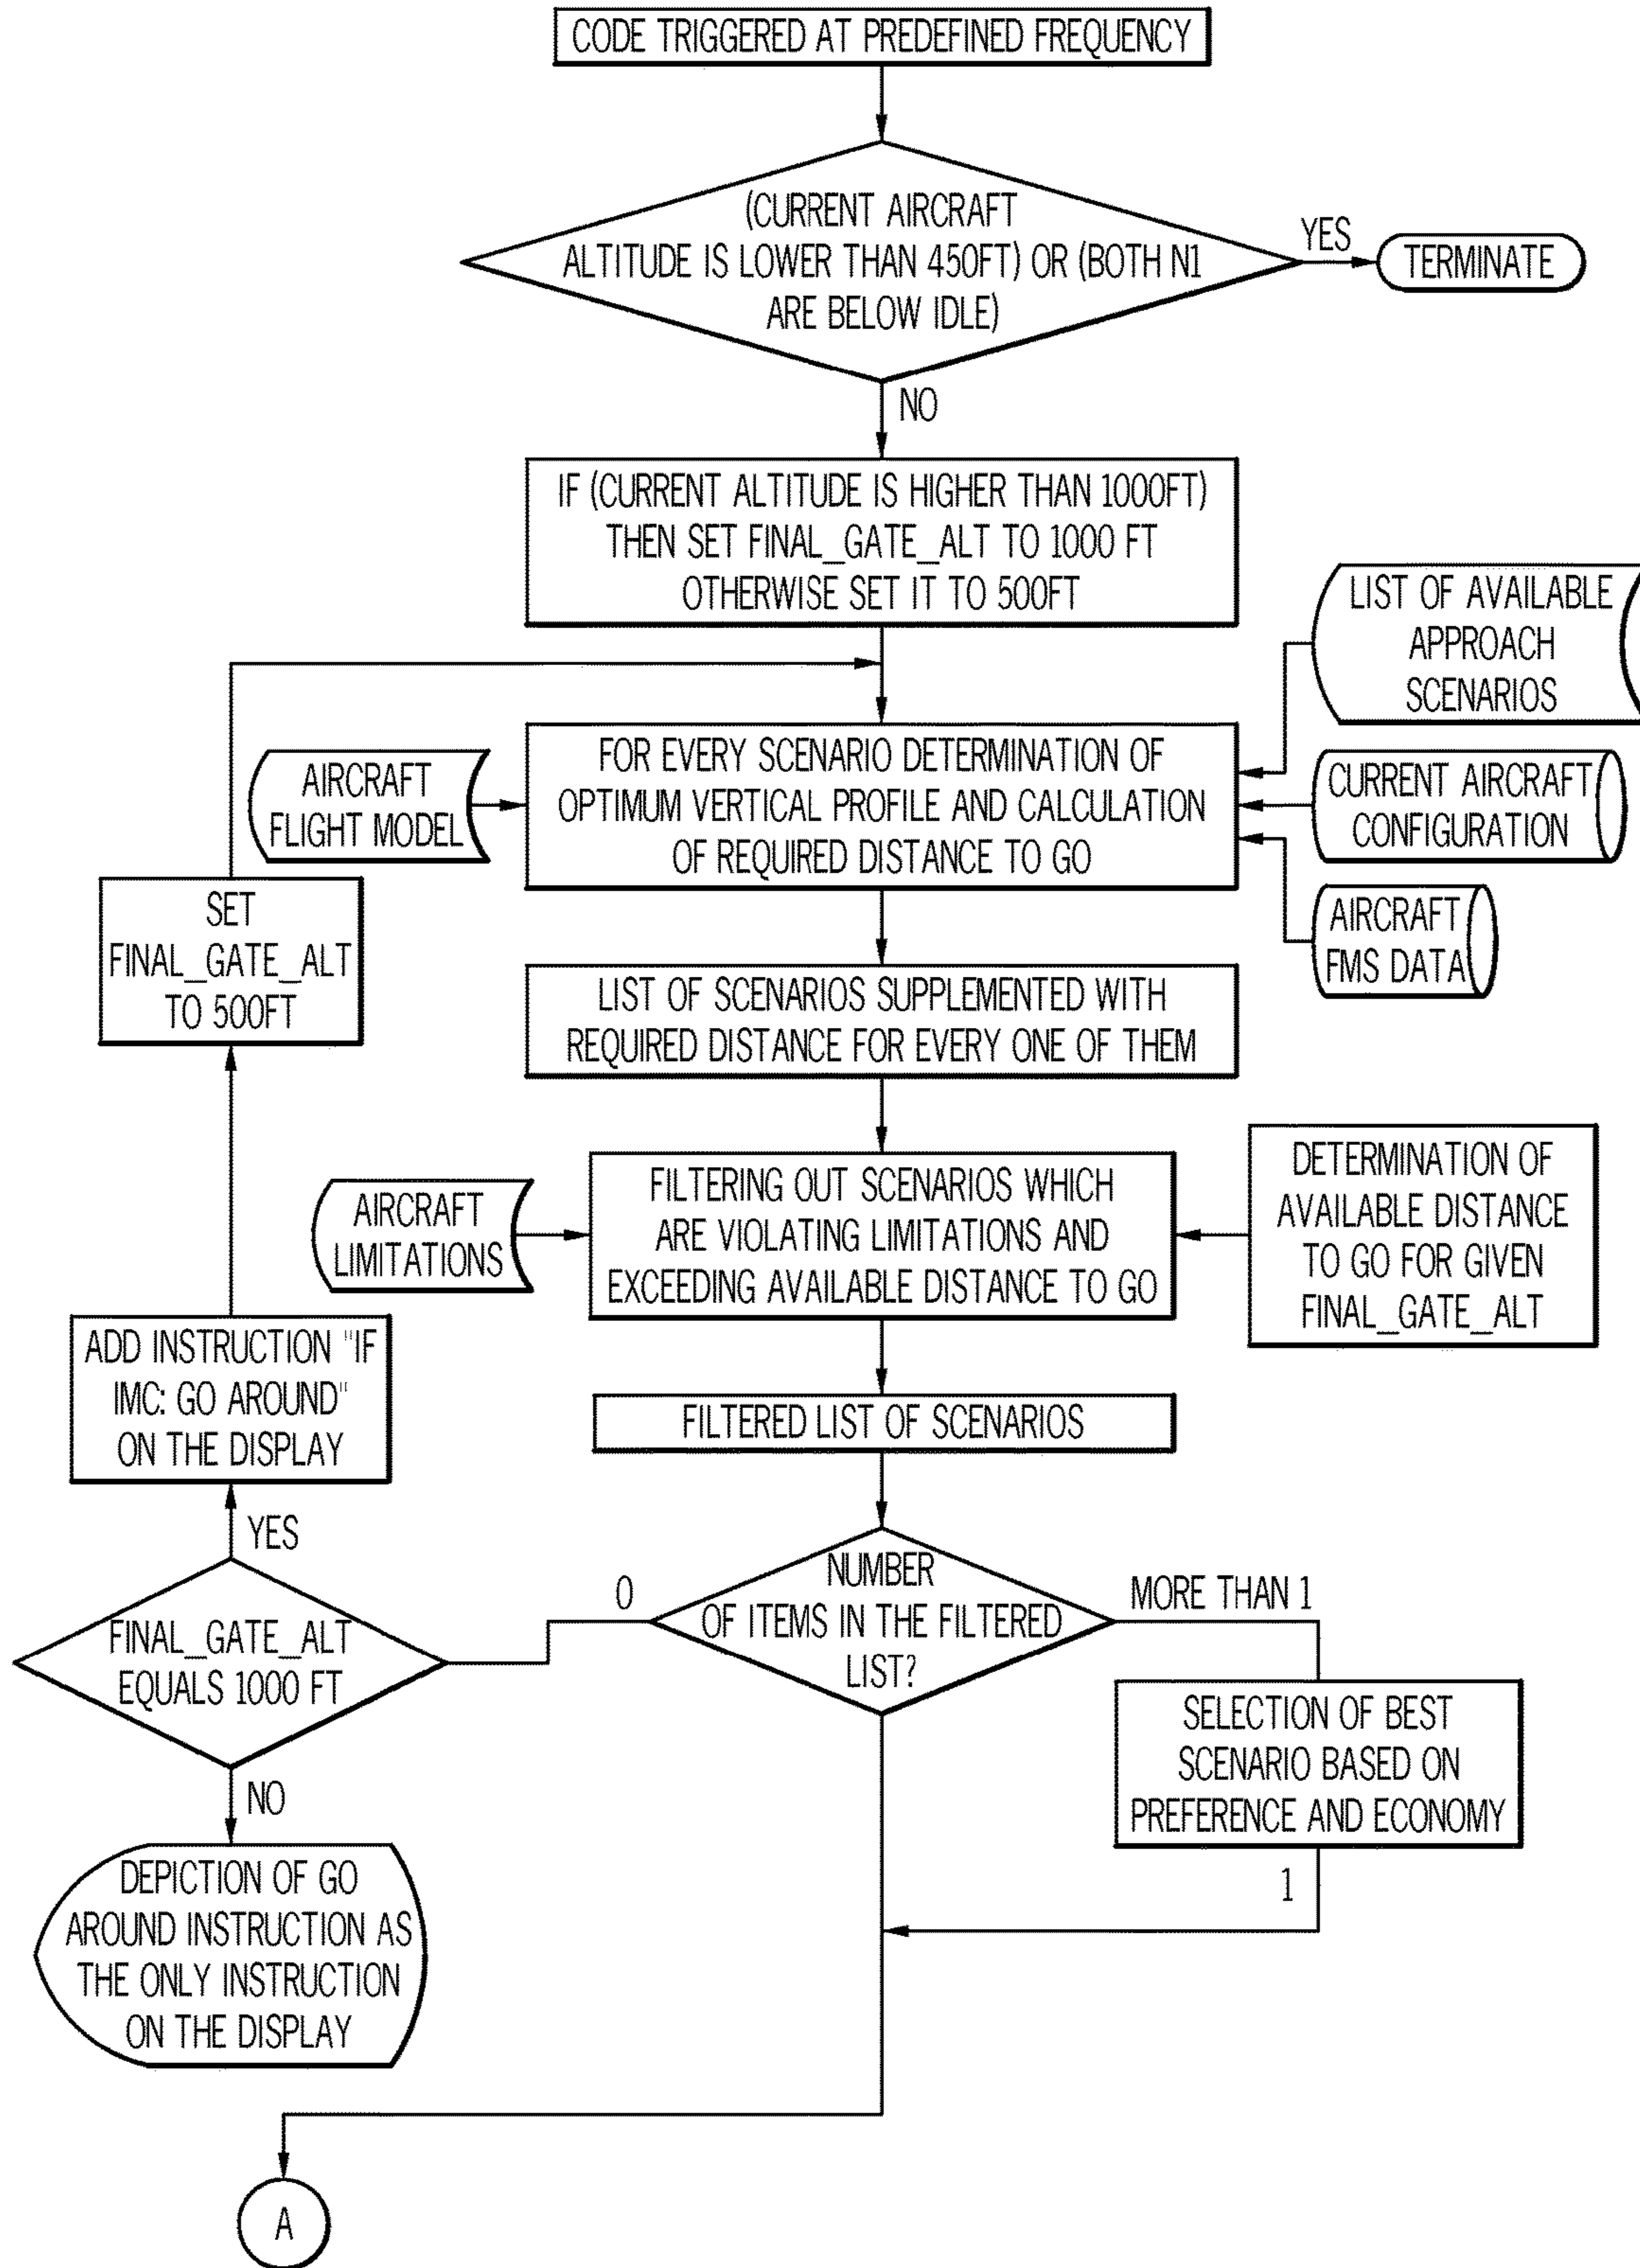 CODE TRIGGERED AT PREDEFINED FREQUENCY
(CURRENT AIRCRAFT
ALTITUDE IS LOWER THAN 450FT) OR (BOTH N1
ARE BELOW IDLE)
YES
TERMINATE
NO
IF (CURRENT ALTITUDE IS HIGHER THAN 1000FT)
THEN SET FINAL_GATE_ALT TO 1000 FT
OTHERWISE SET IT TO 500FT
LIST OF AVAILABLE
APPROACH
SCENARIOS
AIRCRAFT
FLIGHT MODEL
FOR EVERY SCENARIO DETERMINATION OF
OPTIMUM VERTICAL PROFILE AND CALCULATION
OF REQUIRED DISTANCE TO GO
CURRENT AIRCRAFT
CONFIGURATION
AIRCRAFT
FMS DATA
SET
FINAL_GATE_ALT
TO 500FT
LIST OF SCENARIOS SUPPLEMENTED WITH
REQUIRED DISTANCE FOR EVERY ONE OF THEM
AIRCRAFT
LIMITATIONS
FILTERING OUT SCENARIOS WHICH
ARE VIOLATING LIMITATIONS AND
EXCEEDING AVAILABLE DISTANCE TO GO
DETERMINATION OF
AVAILABLE DISTANCE
TO GO FOR GIVEN
FINAL_GATE_ALT
ADD INSTRUCTION "IF
IMC: GO AROUND"
ON THE DISPLAY
FILTERED LIST OF SCENARIOS
YES
NUMBER
OF ITEMS IN THE FILTERED
LIST?
0
MORE THAN 1
FINAL_GATE_ALT
EQUALS 1000 FT
SELECTION OF BEST
SCENARIO BASED ON
PREFERENCE AND ECONOMY
NO
1
DEPICTION OF GO
AROUND INSTRUCTION AS
THE ONLY INSTRUCTION
ON THE DISPLAY
A